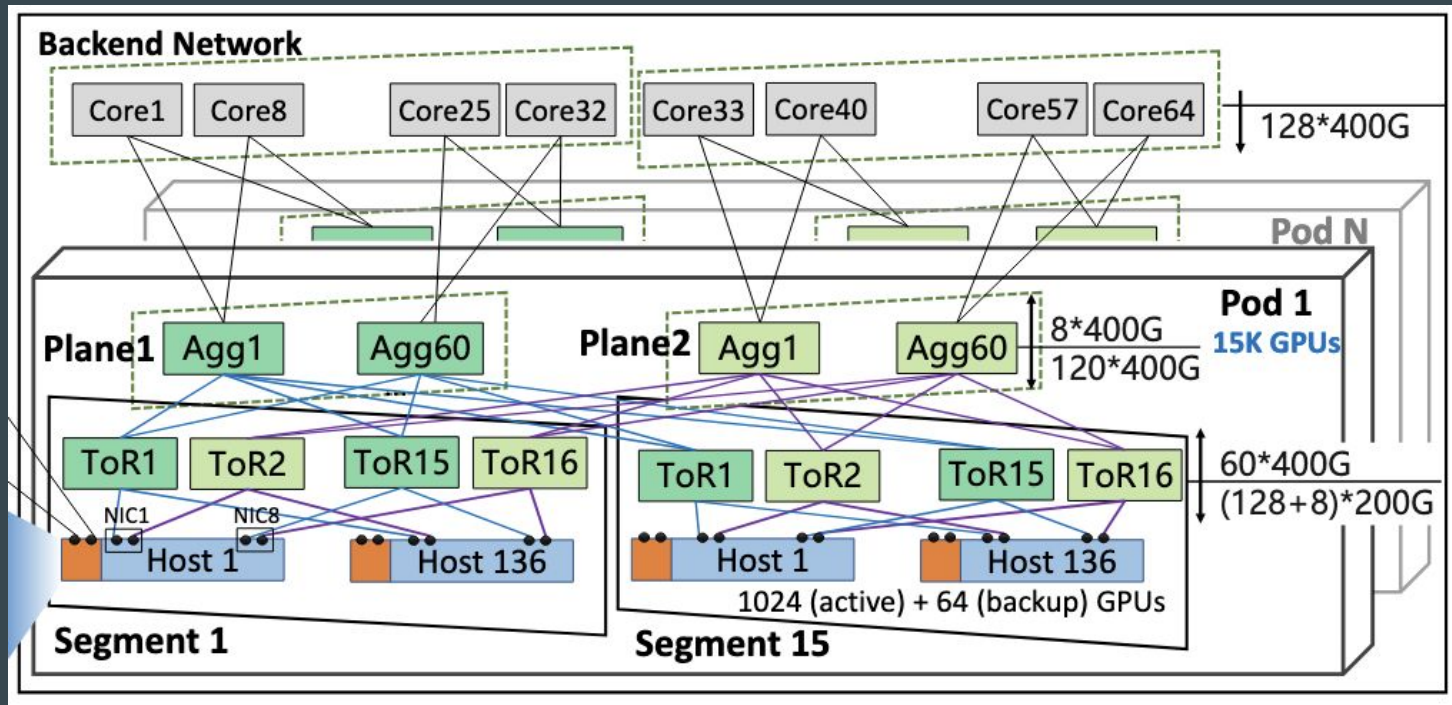 Backend Network
Core1
Core8
Core25
Core32
Core33
Core40
Core57
Core64
128*400G
Pod N
Pod 1
15K GPUs
Plane1
Agg1
Agg60
Plane2
Agg1
Agg60
8*400G
120*400G
...
ToR1
ToR2
ToR15
ToR16
ToR1
ToR2
ToR15
ToR16
60*400G
(128+8)*200G
NIC1
NIC8
Host 1
Host 136
Host 1
Host 136
1024 (active) + 64 (backup) GPUs
Segment 1
Segment 15